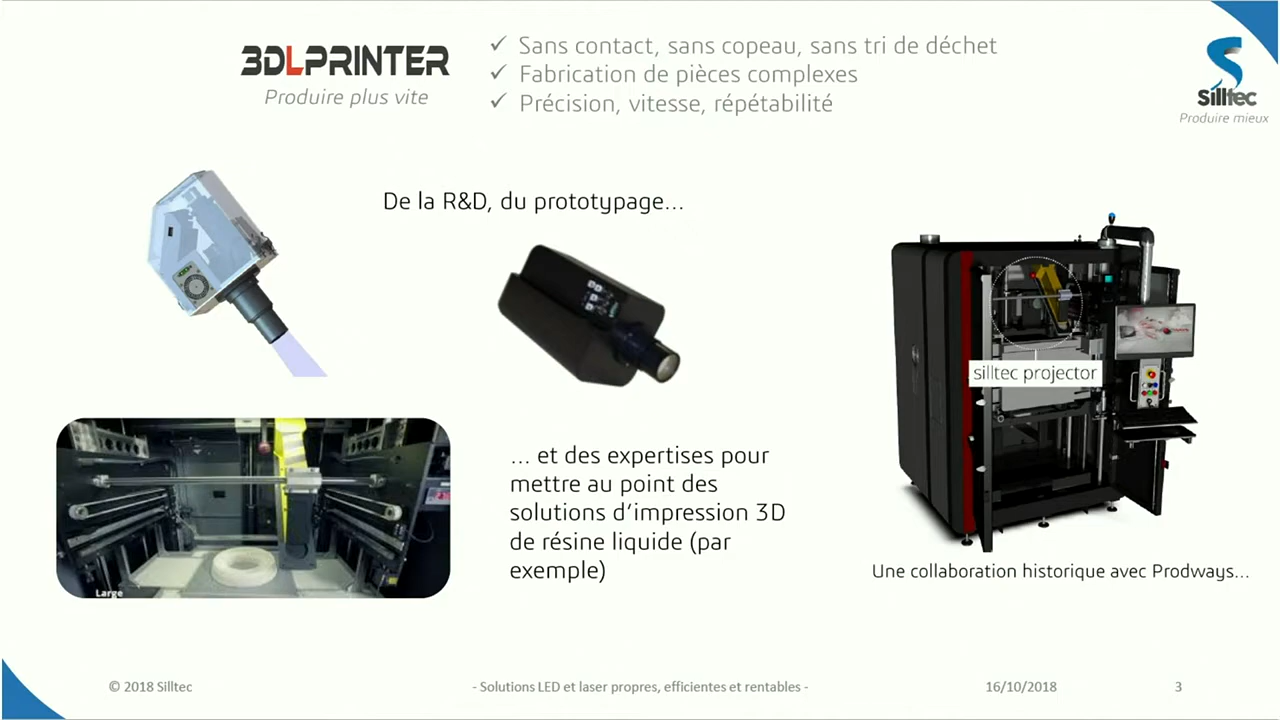 3DLPRINTER
Produire plus vite
✓ Sans contact, sans copeau, sans tri de déchet
✓ Fabrication de pièces complexes
✓ Précision, vitesse, répétabilité
Silltec
Produire mieux
De la R&D, du prototypage...
silltec projector
... et des expertises pour
mettre au point des
solutions d'impression 3D
de résine liquide (par
exemple)
Large
Une collaboration historique avec Prodways...
© 2018 Silltec
- Solutions LED et laser propres, efficientes et rentables -
16/10/2018
3